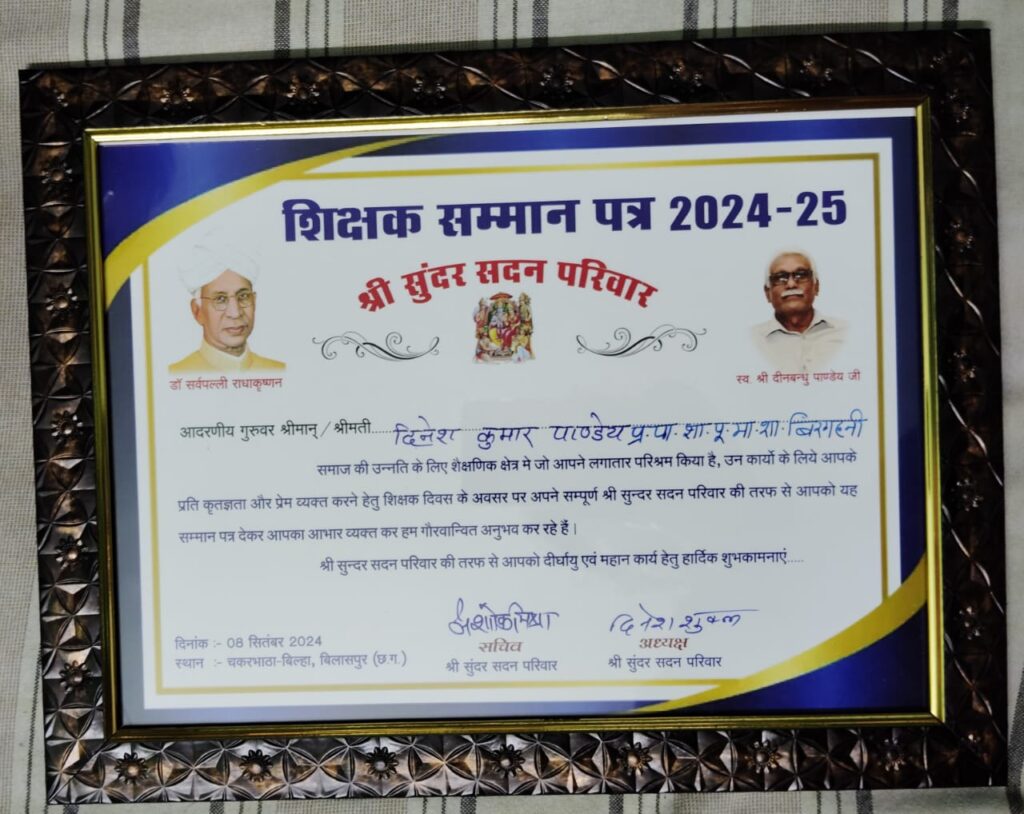 शिक्षक सम्मान पत्र 2024-25
श्री सुंदर सदन परिवार
डॉ सर्वपल्ली राधाकृष्णन
स्व. श्री दीनबन्धु पाण्डेय जी
आदरणीय गुरुवर श्रीमान् / श्रीमती....दिनेश कुमार पाण्डेय प्र.पा.शा.पू.मा.शा. बिरगहनी
समाज की उन्नति के लिए शैक्षणिक क्षेत्र मे जो आपने लगातार परिश्रम किया है, उन कार्यो के लिये आपके
प्रति कृतज्ञता और प्रेम व्यक्त करने हेतु शिक्षक दिवस के अवसर पर अपने सम्पूर्ण श्री सुन्दर सदन परिवार की तरफ से आपको यह
सम्मान पत्र देकर आपका आभार व्यक्त कर हम गौरवान्वित अनुभव कर रहे हैं ।
श्री सुन्दर सदन परिवार की तरफ से आपको दीर्घायु एवं महान कार्य हेतु हार्दिक शुभकामनाएं.....
अशोक मिश्रा दिनेश शुक्ल
सचिव अध्यक्ष
श्री सुंदर सदन परिवार श्री सुंदर सदन परिवार
दिनांक :- 08 सितंबर 2024
स्थान :- चकरभाठा-बिल्हा, बिलासपुर (छ.ग.)